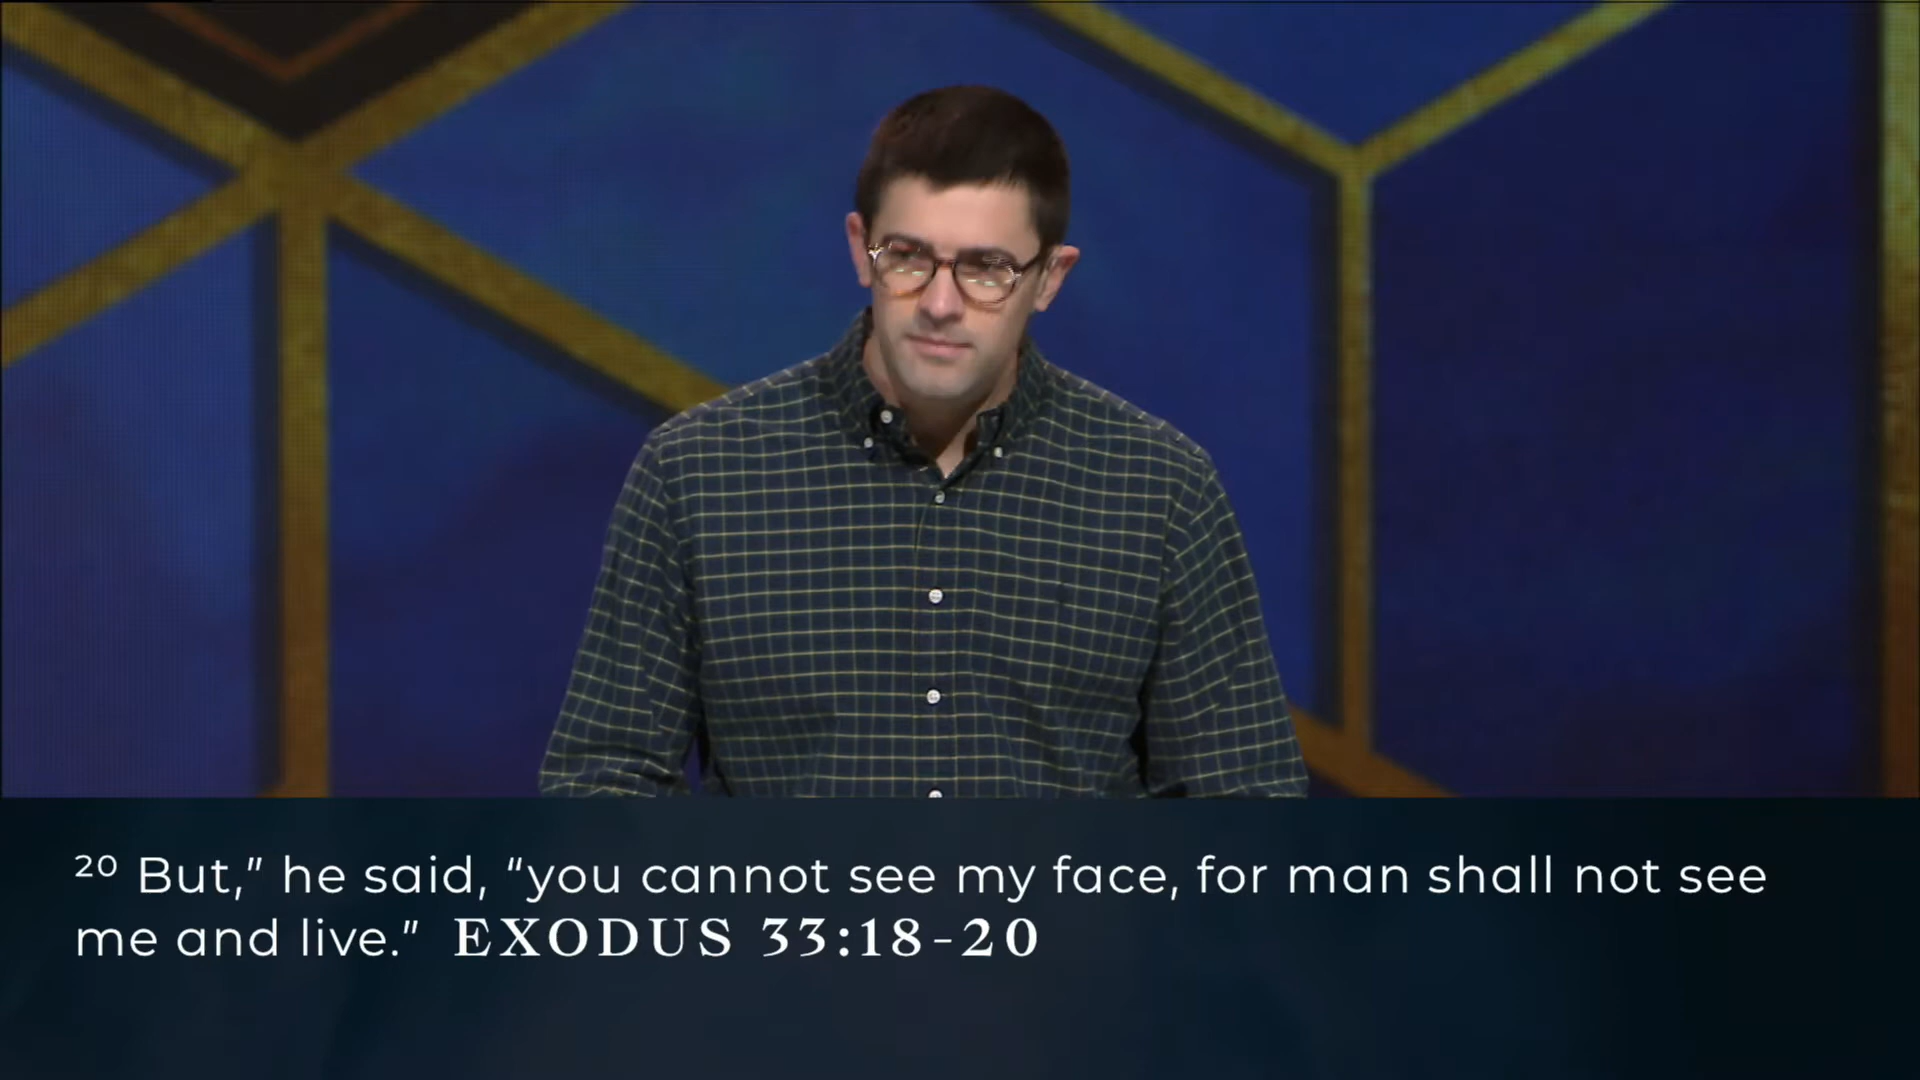 ²⁰ But,” he said, “you cannot see my face, for man shall not see
me and live.” EXODUS 33:18-20